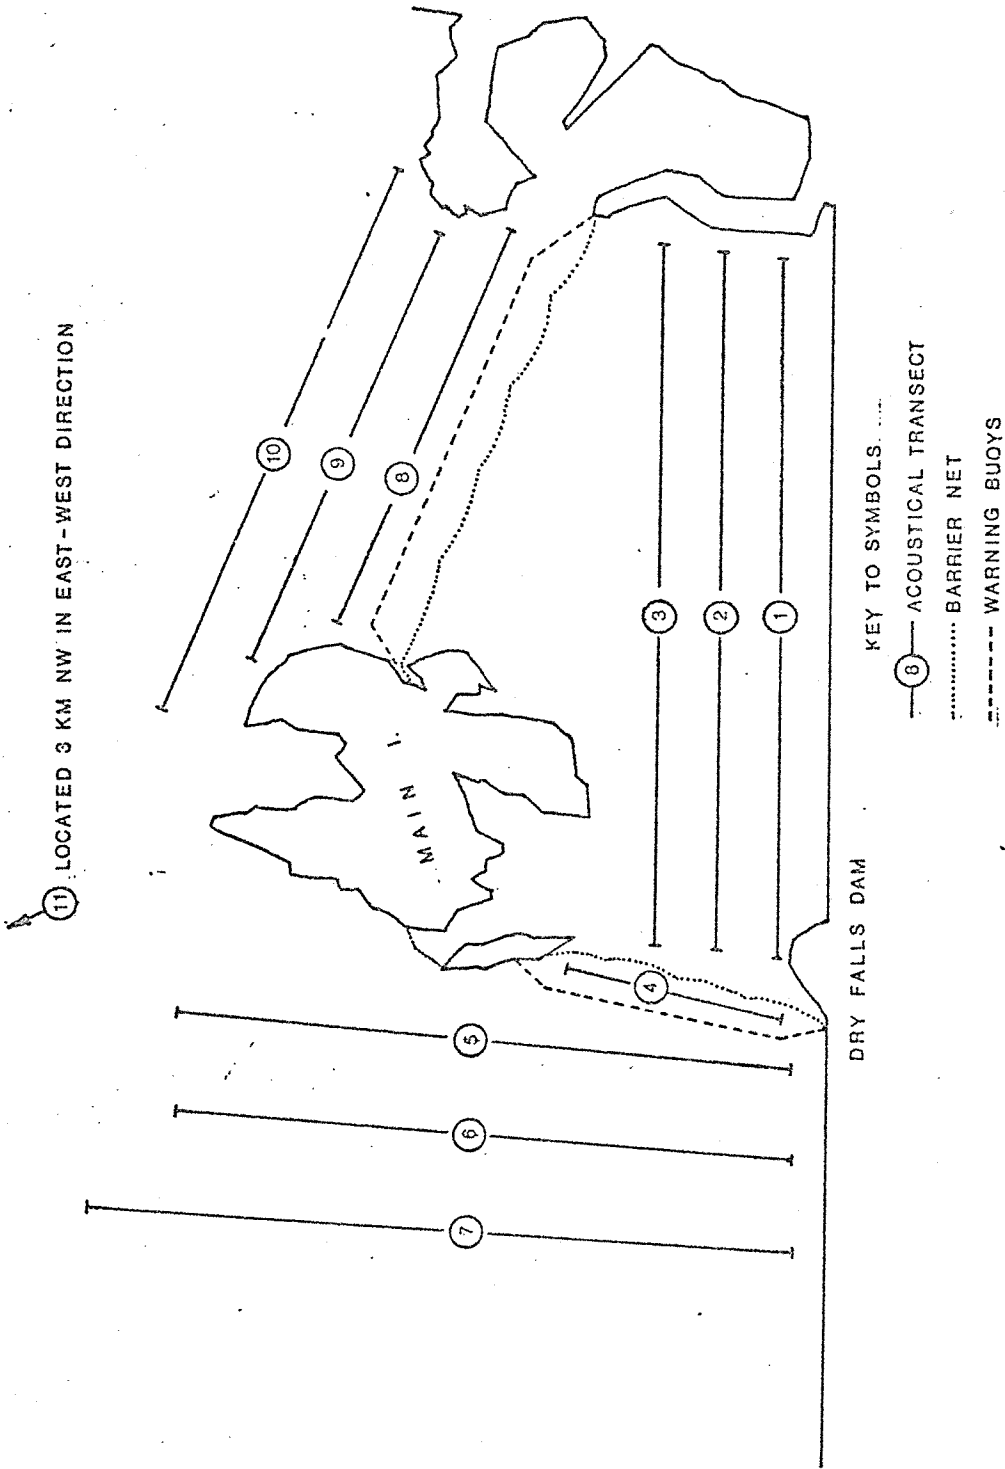 11 LOCATED 3 KM NW IN EAST-WEST DIRECTION
10
9
8
MAIN I.
3
2
1
4
5
6
7
DRY FALLS DAM
KEY TO SYMBOLS
8 ACOUSTICAL TRANSECT
BARRIER NET
WARNING BUOYS